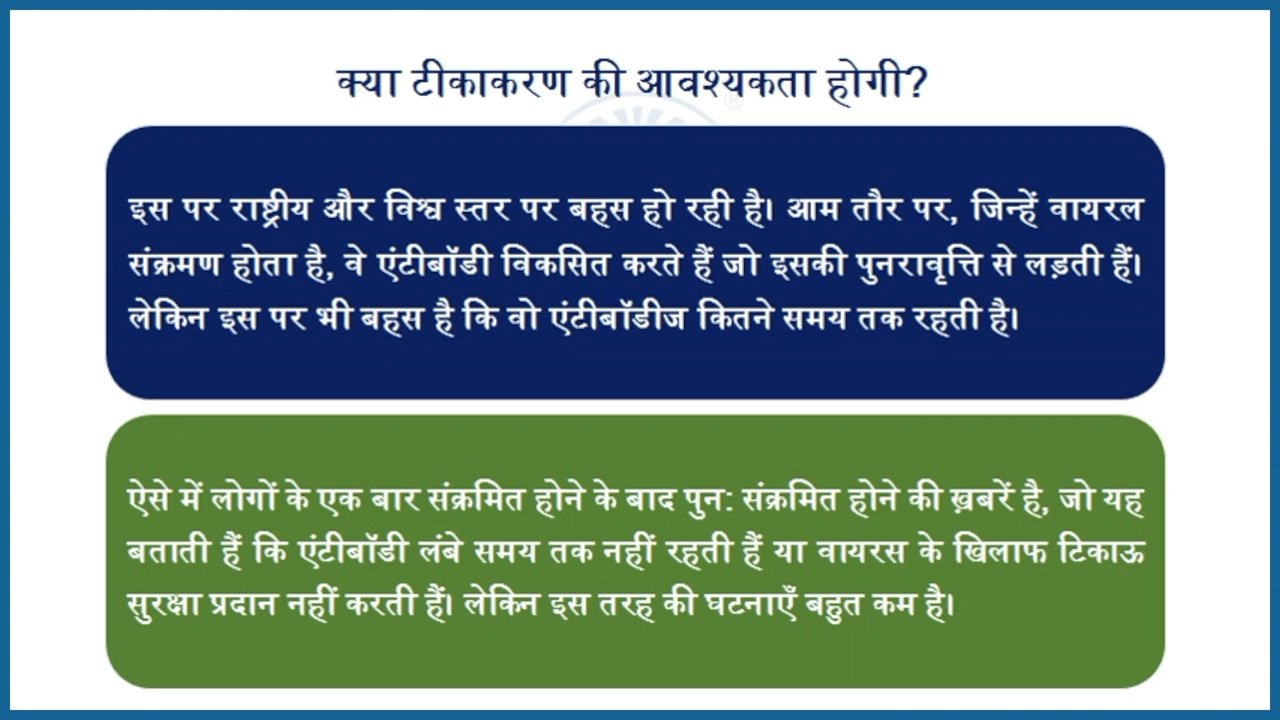 क्या टीकाकरण की आवश्यकता होगी?
®
इस पर राष्ट्रीय और विश्व स्तर पर बहस हो रही है। आम तौर पर, जिन्हें वायरल
संक्रमण होता है, वे एंटीबॉडी विकसित करते हैं जो इसकी पुनरावृत्ति से लड़ती हैं।
लेकिन इस पर भी बहस है कि वो एंटीबॉडीज कितने समय तक रहती है।
ऐसे में लोगों के एक बार संक्रमित होने के बाद पुन: संक्रमित होने की ख़बरें है, जो यह
बताती हैं कि एंटीबॉडी लंबे समय तक नहीं रहती हैं या वायरस के खिलाफ टिकाऊ
सुरक्षा प्रदान नहीं करती हैं। लेकिन इस तरह की घटनाएँ बहुत कम है।